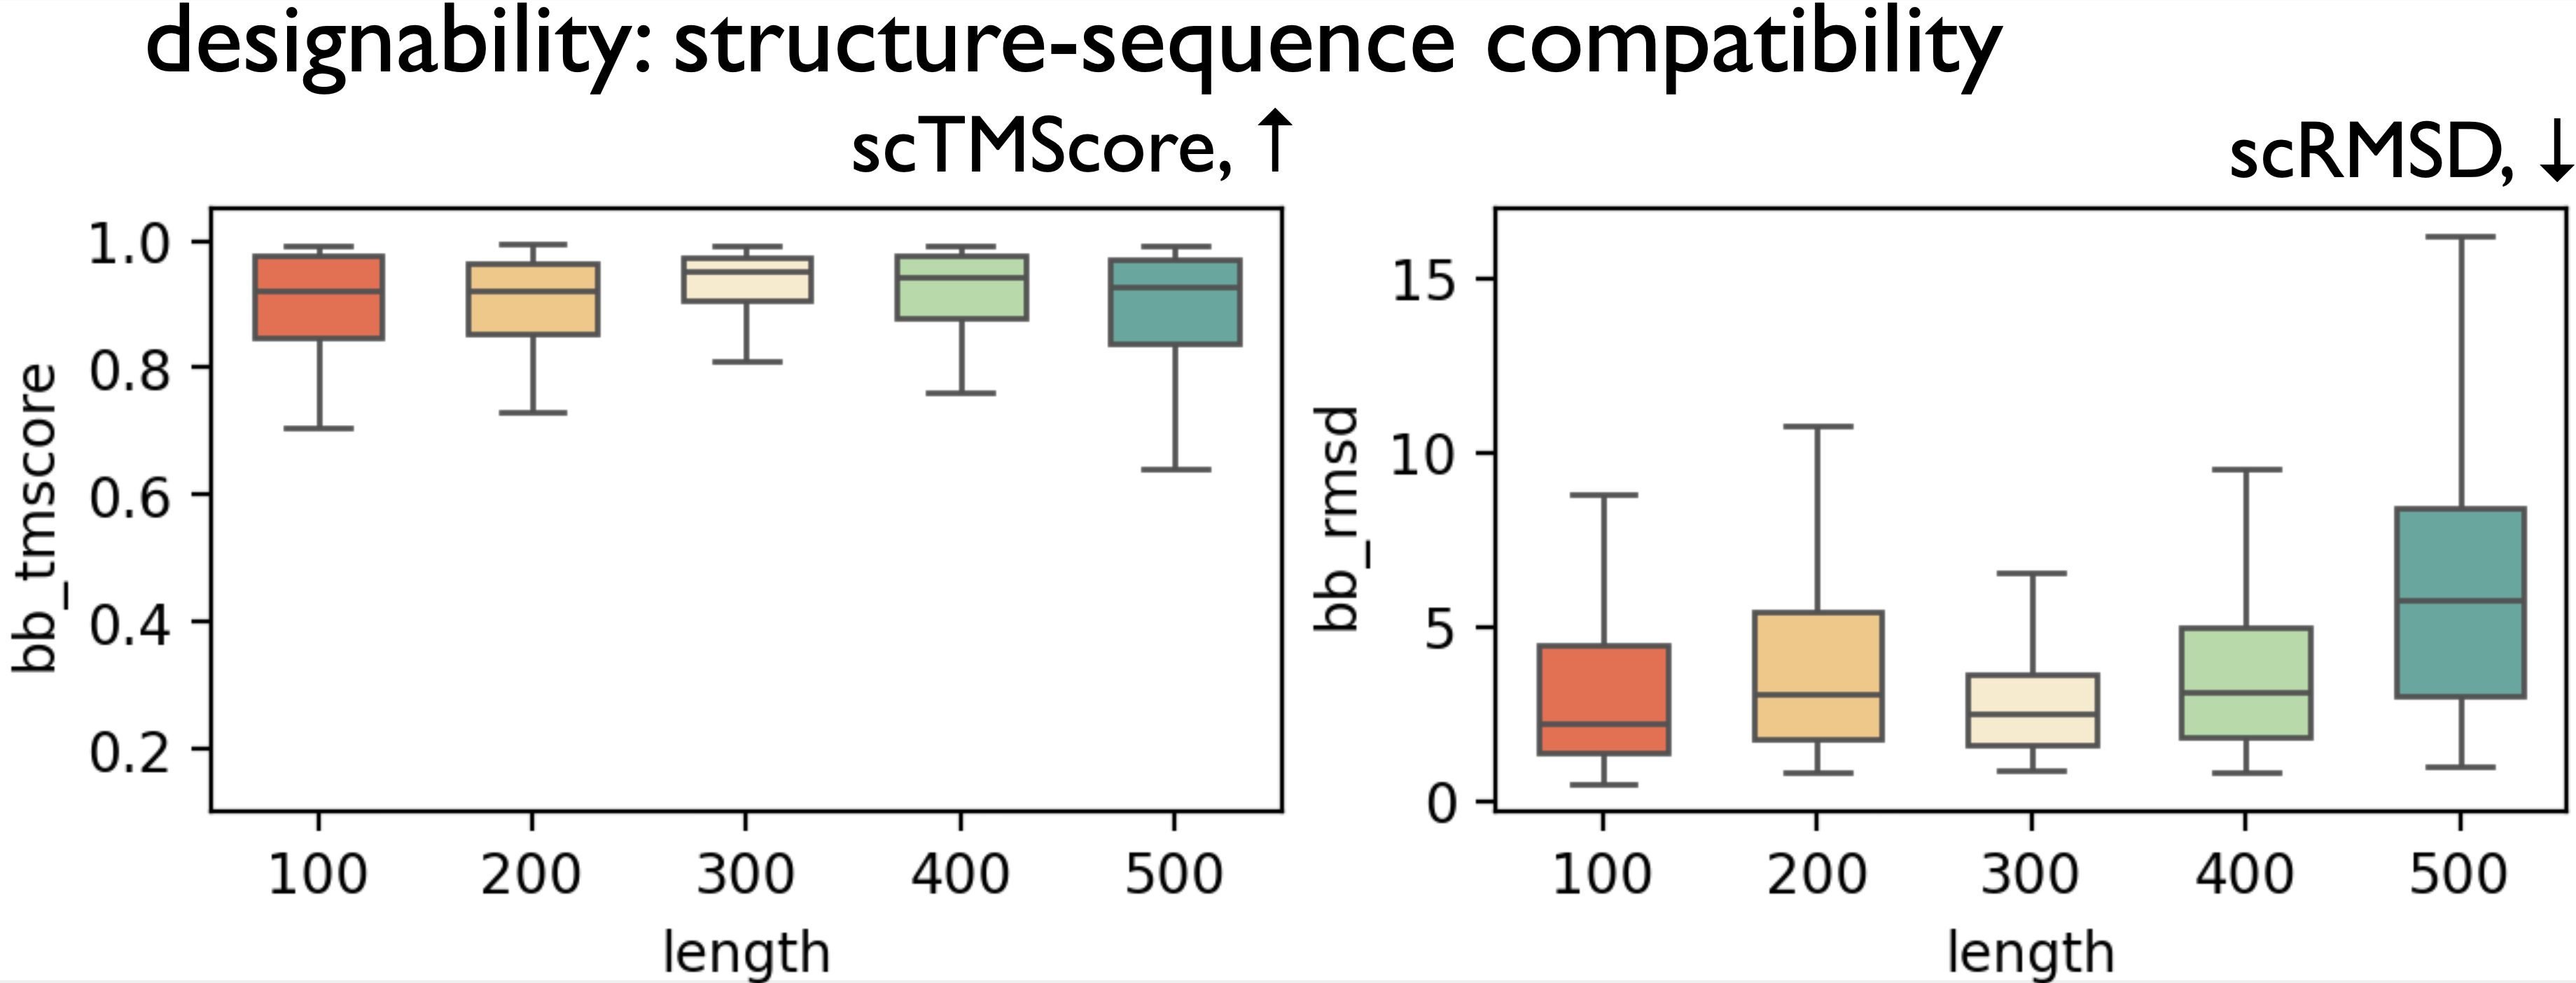 designability: structure-sequence compatibility
scTMScore, ↑
scRMSD, ↓
bb_tmscore
1.0
0.8
0.6
0.4
0.2
100 200 300 400 500
length
bb_rmsd
15
10
5
0
100 200 300 400 500
length